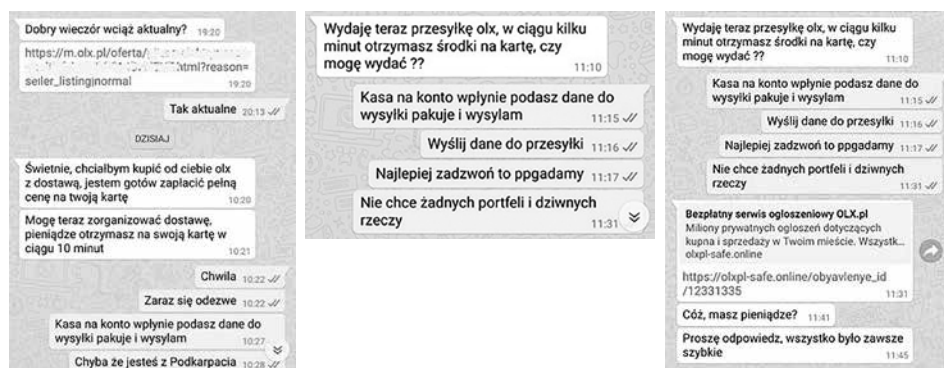 Dobry wieczór wciąż aktualny? 19:20
https://m.olx.pl/oferta/
html?reason=
seller_listing|normal 19:20
Tak aktualne 20:13
DZISIAJ
Świetnie, chciałbym kupić od ciebie olx
z dostawą, jestem gotów zapłacić pełną
cenę na twoją kartę 10:20
Mogę teraz zorganizować dostawę,
pieniądze otrzymasz na swoją kartę w
ciągu 10 minut 10:21
Chwila 10:22
Zaraz się odezwe 10:22
Kasa na konto wpłynie podasz dane do
wysyłki pakuje i wysylam 10:27
Chyba że jesteś z Podkarpacia 10:28
Wydaję teraz przesyłkę olx, w ciągu kilku
minut otrzymasz środki na kartę, czy
mogę wydać ?? 11:10
Kasa na konto wpłynie podasz dane do
wysyłki pakuje i wysylam 11:15
Wyślij dane do przesyłki 11:16
Najlepiej zadzwoń to ppgadamy 11:17
Nie chce żadnych portfeli i dziwnych
rzeczy 11:31
Wydaję teraz przesyłkę olx, w ciągu kilku
minut otrzymasz środki na kartę, czy
mogę wydać ?? 11:10
Kasa na konto wpłynie podasz dane do
wysyłki pakuje i wysylam 11:15
Wyślij dane do przesyłki 11:16
Najlepiej zadzwoń to ppgadamy 11:17
Nie chce żadnych portfeli i dziwnych
rzeczy 11:31
Bezpłatny serwis ogloszeniowy OLX.pl
Miliony prywatnych ogloszeń dotyczących
kupna i sprzedaży w Twoim mieście. Wszystk...
olxpl-safe.online
https://olxpl-safe.online/obyavlenye_id
/12331335 11:31
Cóż, masz pieniądze? 11:41
Proszę odpowiedz, wszystko było zawsze
szybkie 11:45